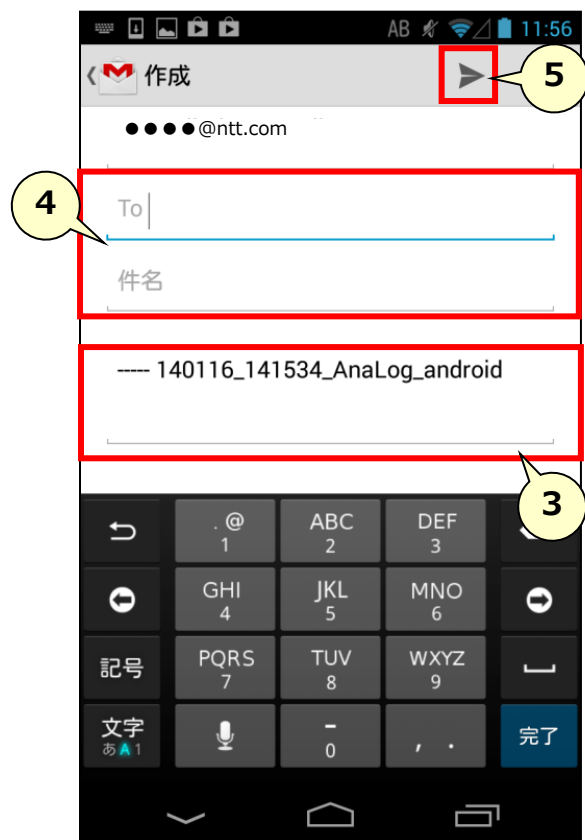 AB 11:56
作成
5
●●●●@ntt.com
4
To
件名
----- 140116_141534_AnaLog_android
3
. @ ABC DEF
1 2 3
GHI JKL MNO
4 5 6
記号 PQRS TUV WXYZ
7 8 9
文字 - , . 完了
あA1 0